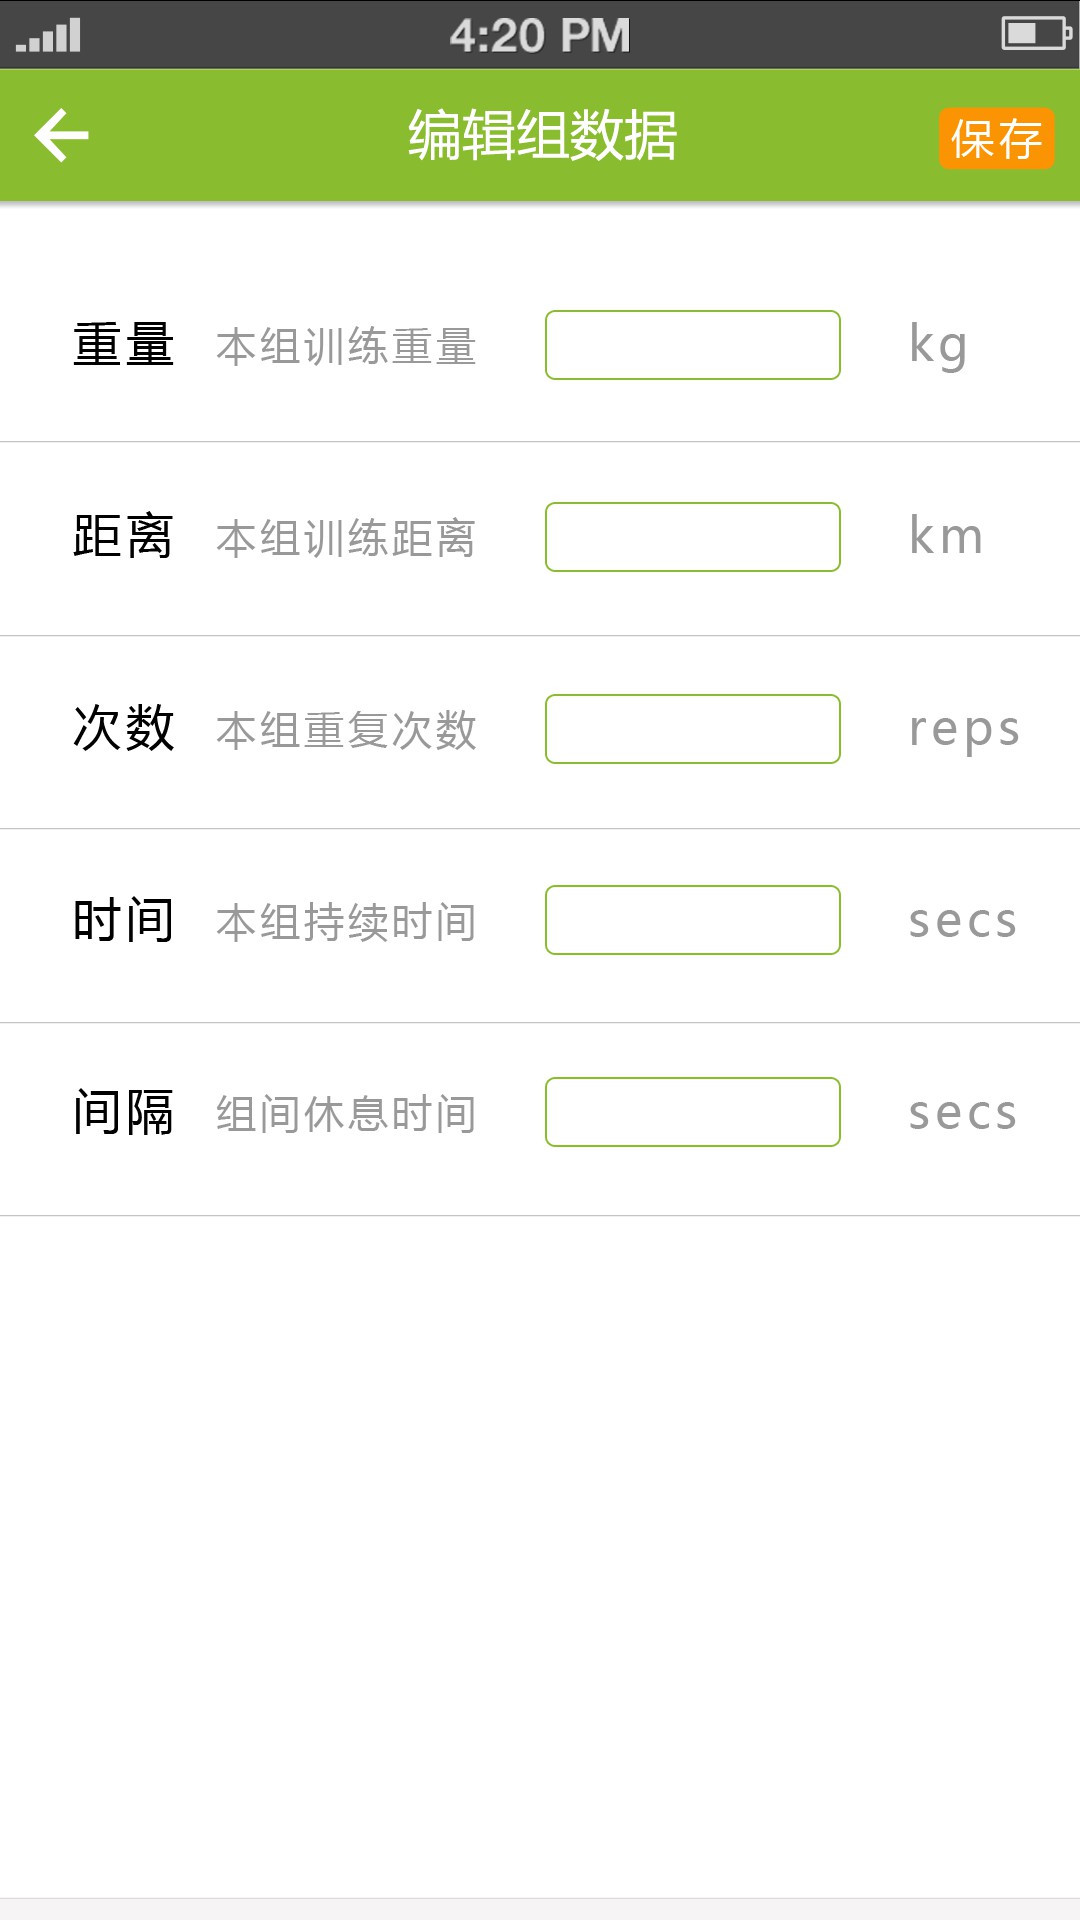 4:20 PM
编辑组数据 保存
重量 本组训练重量 kg
距离 本组训练距离 km
次数 本组重复次数 reps
时间 本组持续时间 secs
间隔 组间休息时间 secs